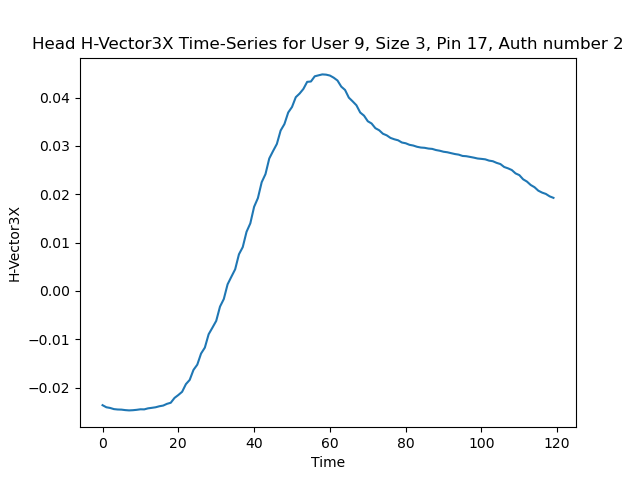 Head H-Vector3X Time-Series for User 9, Size 3, Pin 17, Auth number 2
H-Vector3X
0.04
0.03
0.02
0.01
0.00
−0.01
−0.02
0 20 40 60 80 100 120
Time